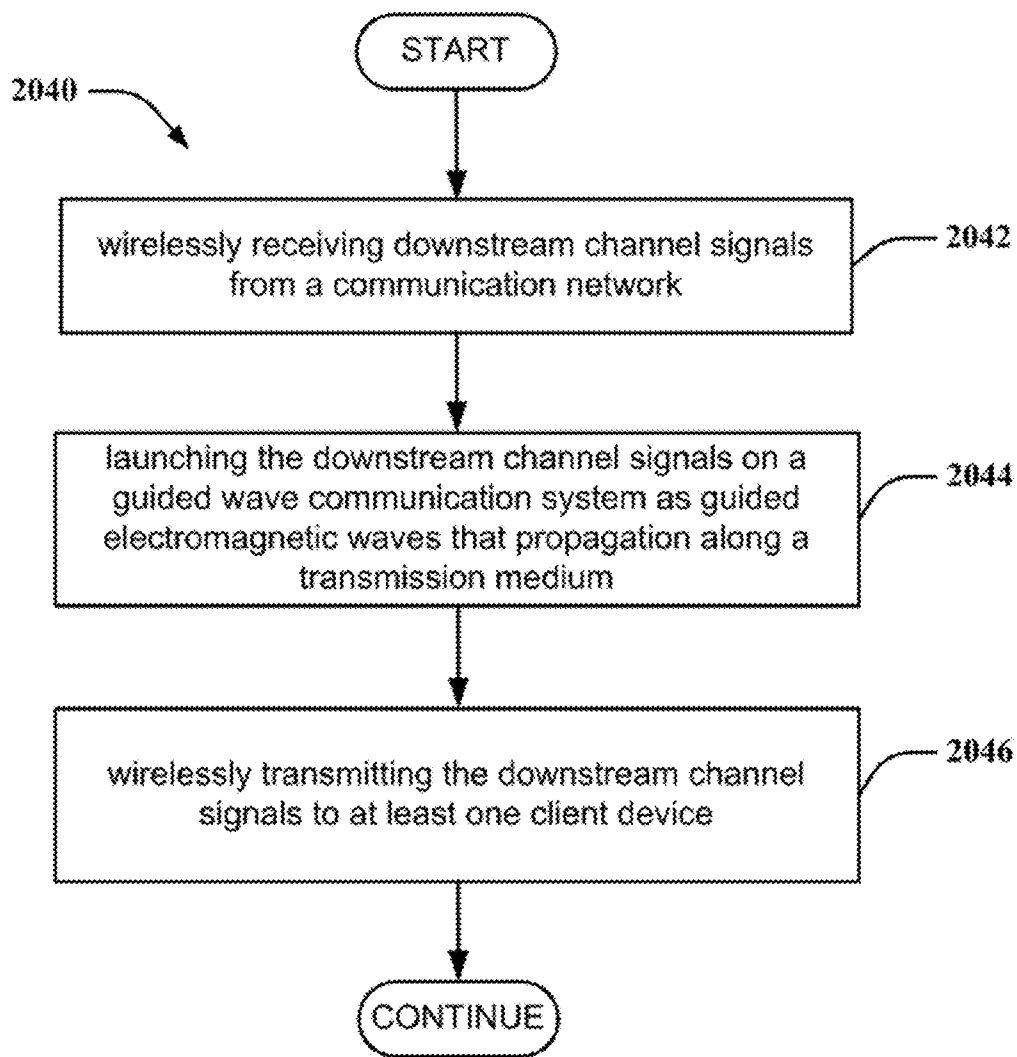 START
2040
wirelessly receiving downstream channel signals
from a communication network
2042
launching the downstream channel signals on a
guided wave communication system as guided
electromagnetic waves that propagation along a
transmission medium
2044
wirelessly transmitting the downstream channel
signals to at least one client device
2046
CONTINUE